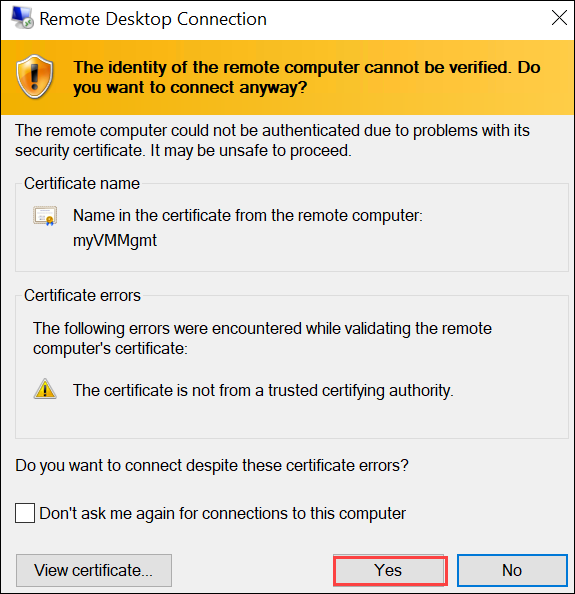 Remote Desktop Connection
The identity of the remote computer cannot be verified. Do
you want to connect anyway?
The remote computer could not be authenticated due to problems with its
security certificate. It may be unsafe to proceed.
Certificate name
Name in the certificate from the remote computer:
myVMMgmt
Certificate errors
The following errors were encountered while validating the remote
computer's certificate:
The certificate is not from a trusted certifying authority.
Do you want to connect despite these certificate errors?
Don't ask me again for connections to this computer
View certificate... Yes No